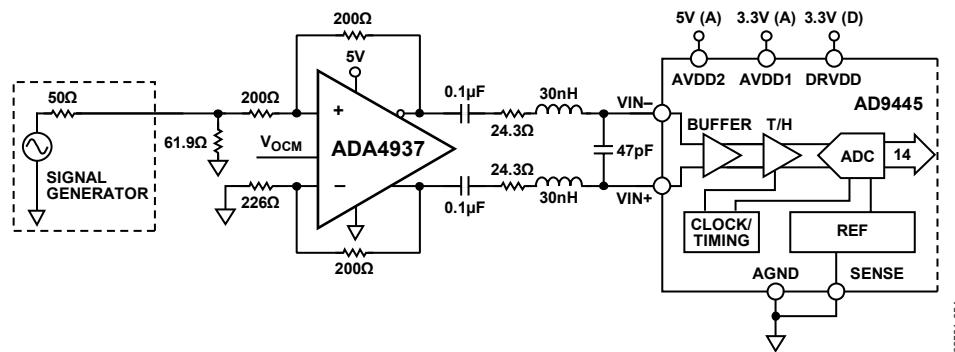 200Ω
5V
50Ω
SIGNAL
GENERATOR
200Ω
61.9Ω
VOCM
+
ADA4937
−
226Ω
200Ω
0.1µF
24.3Ω
30nH
47pF
24.3Ω
0.1µF
30nH
5V (A)
3.3V (A)
3.3V (D)
AVDD2
AVDD1
DRVDD
AD9445
VIN–
VIN+
BUFFER
T/H
ADC
14
CLOCK/
TIMING
REF
AGND
SENSE